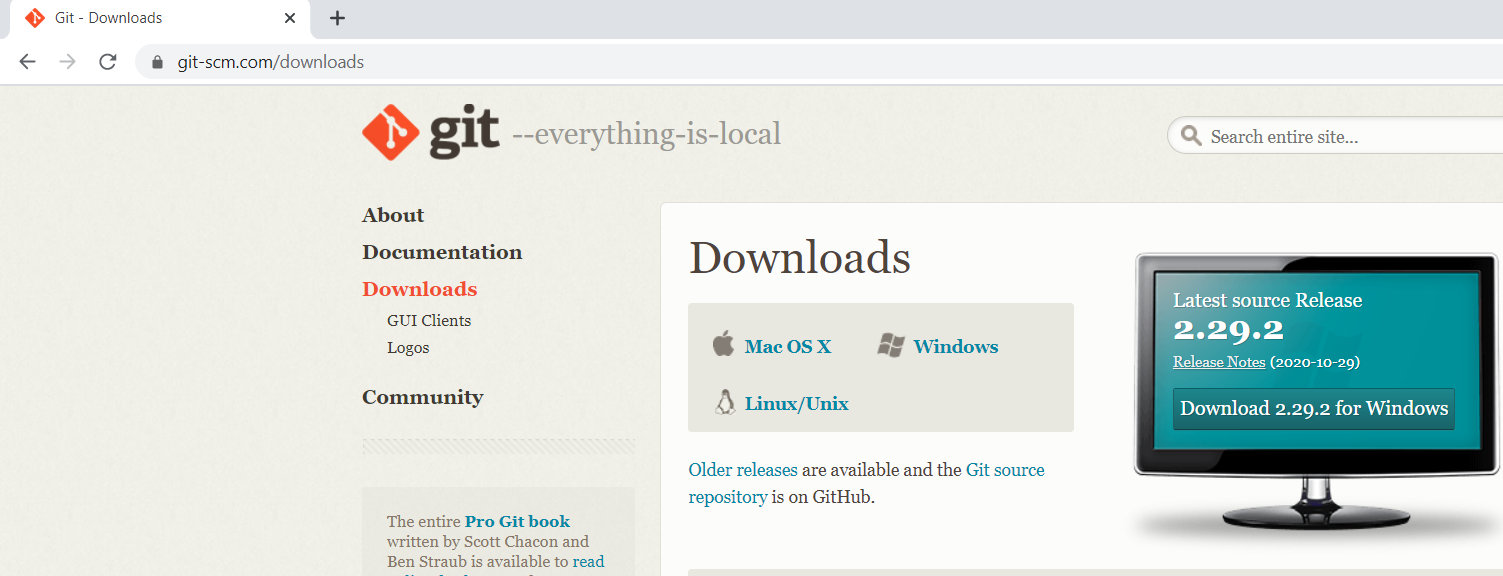 Git - Downloads
git-scm.com/downloads
git --everything-is-local
Search entire site...
About
Documentation
Downloads
GUI Clients
Logos
Community
The entire Pro Git book
written by Scott Chacon and
Ben Straub is available to read
Downloads
Mac OS X
Windows
Linux/Unix
Older releases are available and the Git source
repository is on GitHub.
Latest source Release
2.29.2
Release Notes (2020-10-29)
Download 2.29.2 for Windows